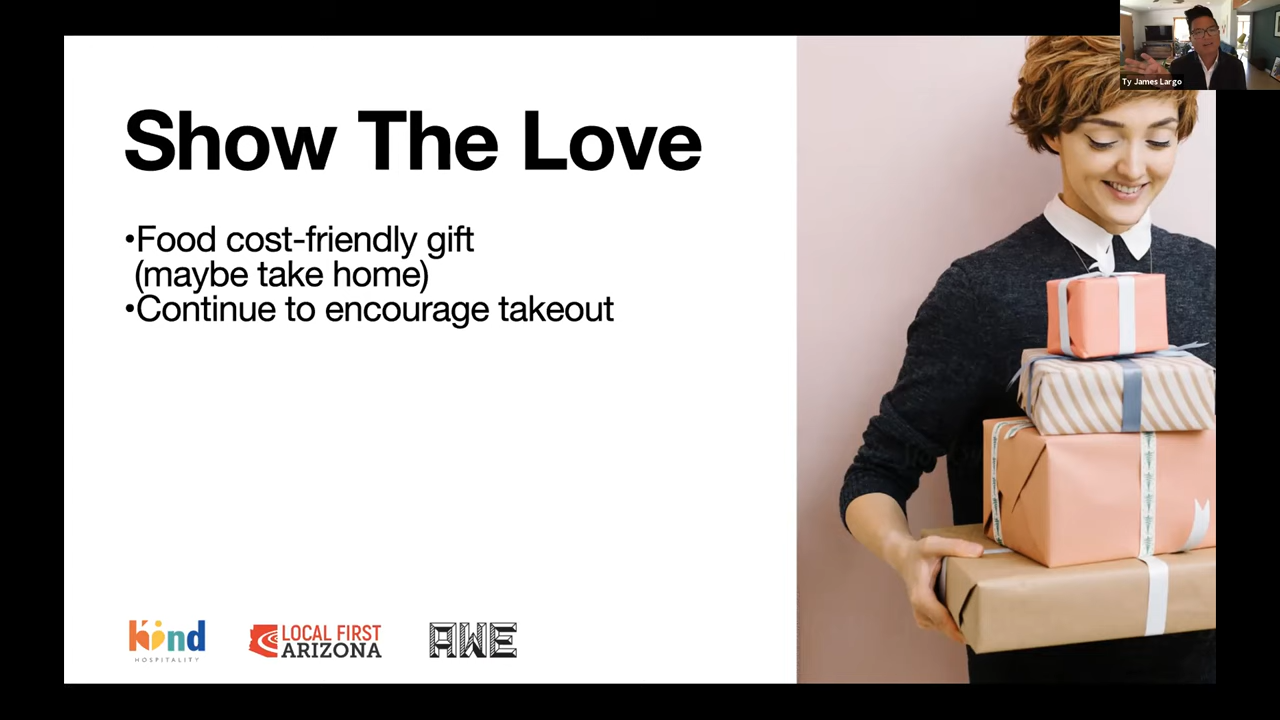 Ty James Largo
Show The Love
•Food cost-friendly gift
(maybe take home)
•Continue to encourage takeout
kind
HOSPITALITY
LOCAL FIRST
ARIZONA
AWE